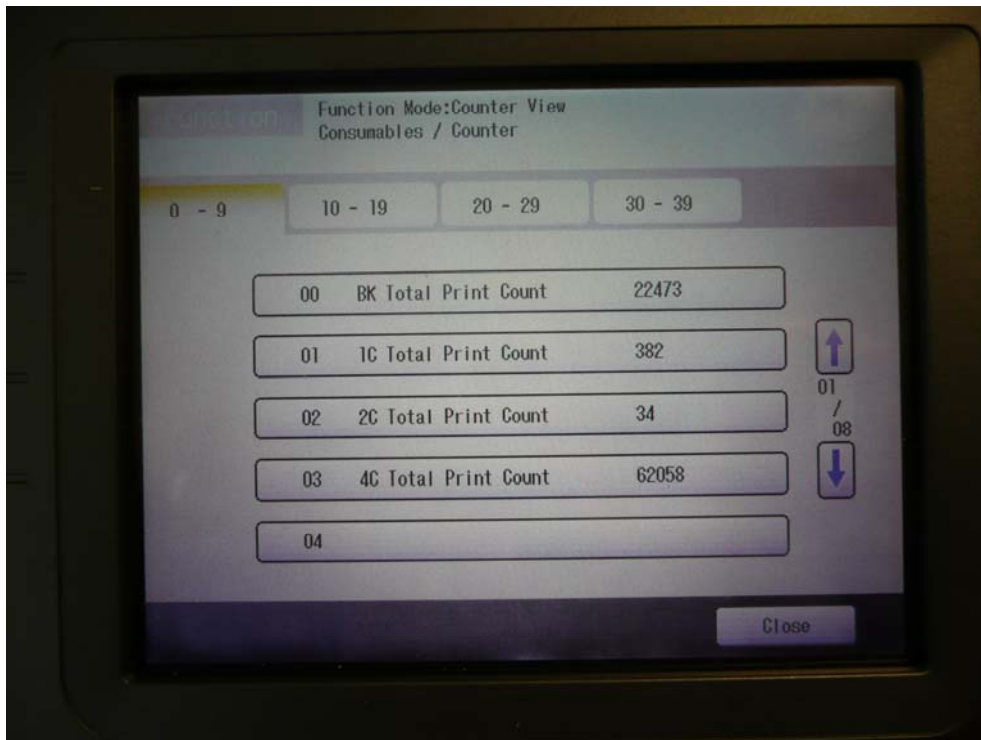 Function
Function Mode:Counter View
Consumables / Counter
0 - 9
10 - 19
20 - 29
30 - 39
00 BK Total Print Count 22473
01 1C Total Print Count 382
02 2C Total Print Count 34
03 4C Total Print Count 62058
04
01
/
08
Close